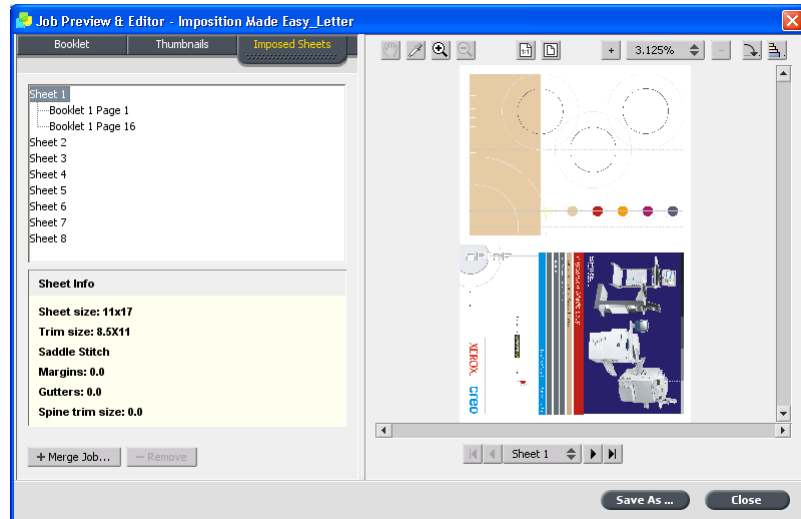 Job Preview & Editor - Imposition Made Easy_Letter
Booklet
Thumbnails
Imposed Sheets
1:1
+
3.125%
−
Sheet 1
Booklet 1 Page 1
Booklet 1 Page 16
Sheet 2
Sheet 3
Sheet 4
Sheet 5
Sheet 6
Sheet 7
Sheet 8
Sheet Info
Sheet size: 11x17
Trim size: 8.5X11
Saddle Stitch
Margins: 0.0
Gutters: 0.0
Spine trim size: 0.0
XEROX
creo
+ Merge Job...
− Remove
Sheet 1
Save As ...
Close